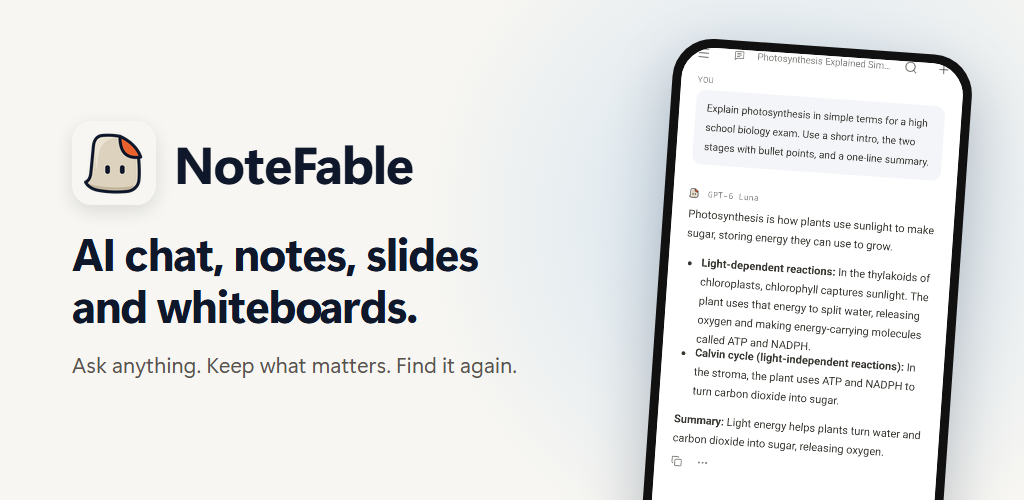 NoteFable
AI chat, notes, slides
and whiteboards.
Ask anything. Keep what matters. Find it again.
Photosynthesis Explained Sim...
YOU
Explain photosynthesis in simple terms for a high
school biology exam. Use a short intro, the two
stages with bullet points, and a one-line summary.
GPT-6 Luna
Photosynthesis is how plants use sunlight to make
sugar, storing energy they can use to grow.
• Light-dependent reactions: In the thylakoids of
chloroplasts, chlorophyll captures sunlight. The
plant uses that energy to split water, releasing
oxygen and making energy-carrying molecules
called ATP and NADPH.
• Calvin cycle (light-independent reactions): In
the stroma, the plant uses ATP and NADPH to
turn carbon dioxide into sugar.
Summary: Light energy helps plants turn water and
carbon dioxide into sugar, releasing oxygen.